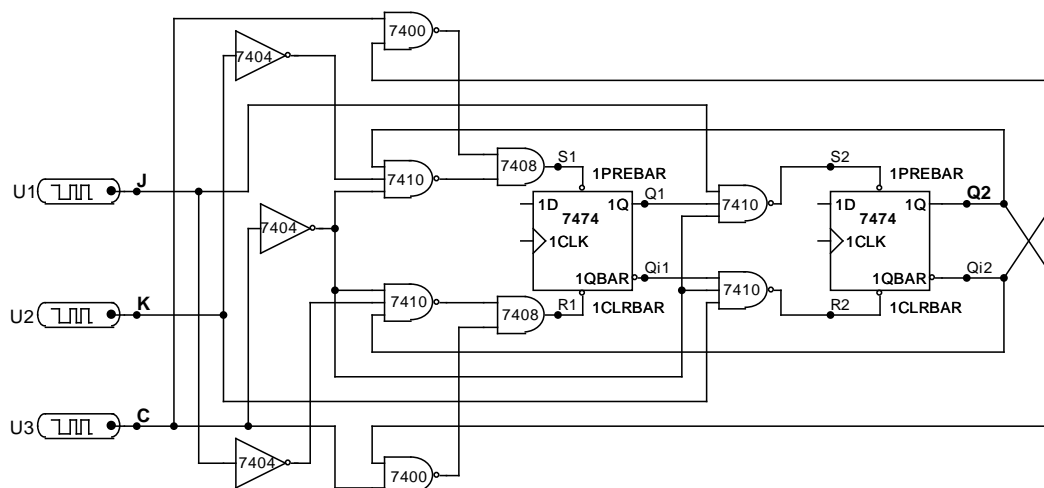 7400
7404
7408
S1
S2
7410
1PREBAR
1PREBAR
U1
J
Q1
7410
Q2
1D
1Q
1D
1Q
7474
7474
7404
1CLK
1CLK
Qi1
Qi2
1QBAR
1QBAR
7410
7410
U2
K
7408
R1
1CLRBAR
R2
1CLRBAR
U3
C
7404
7400